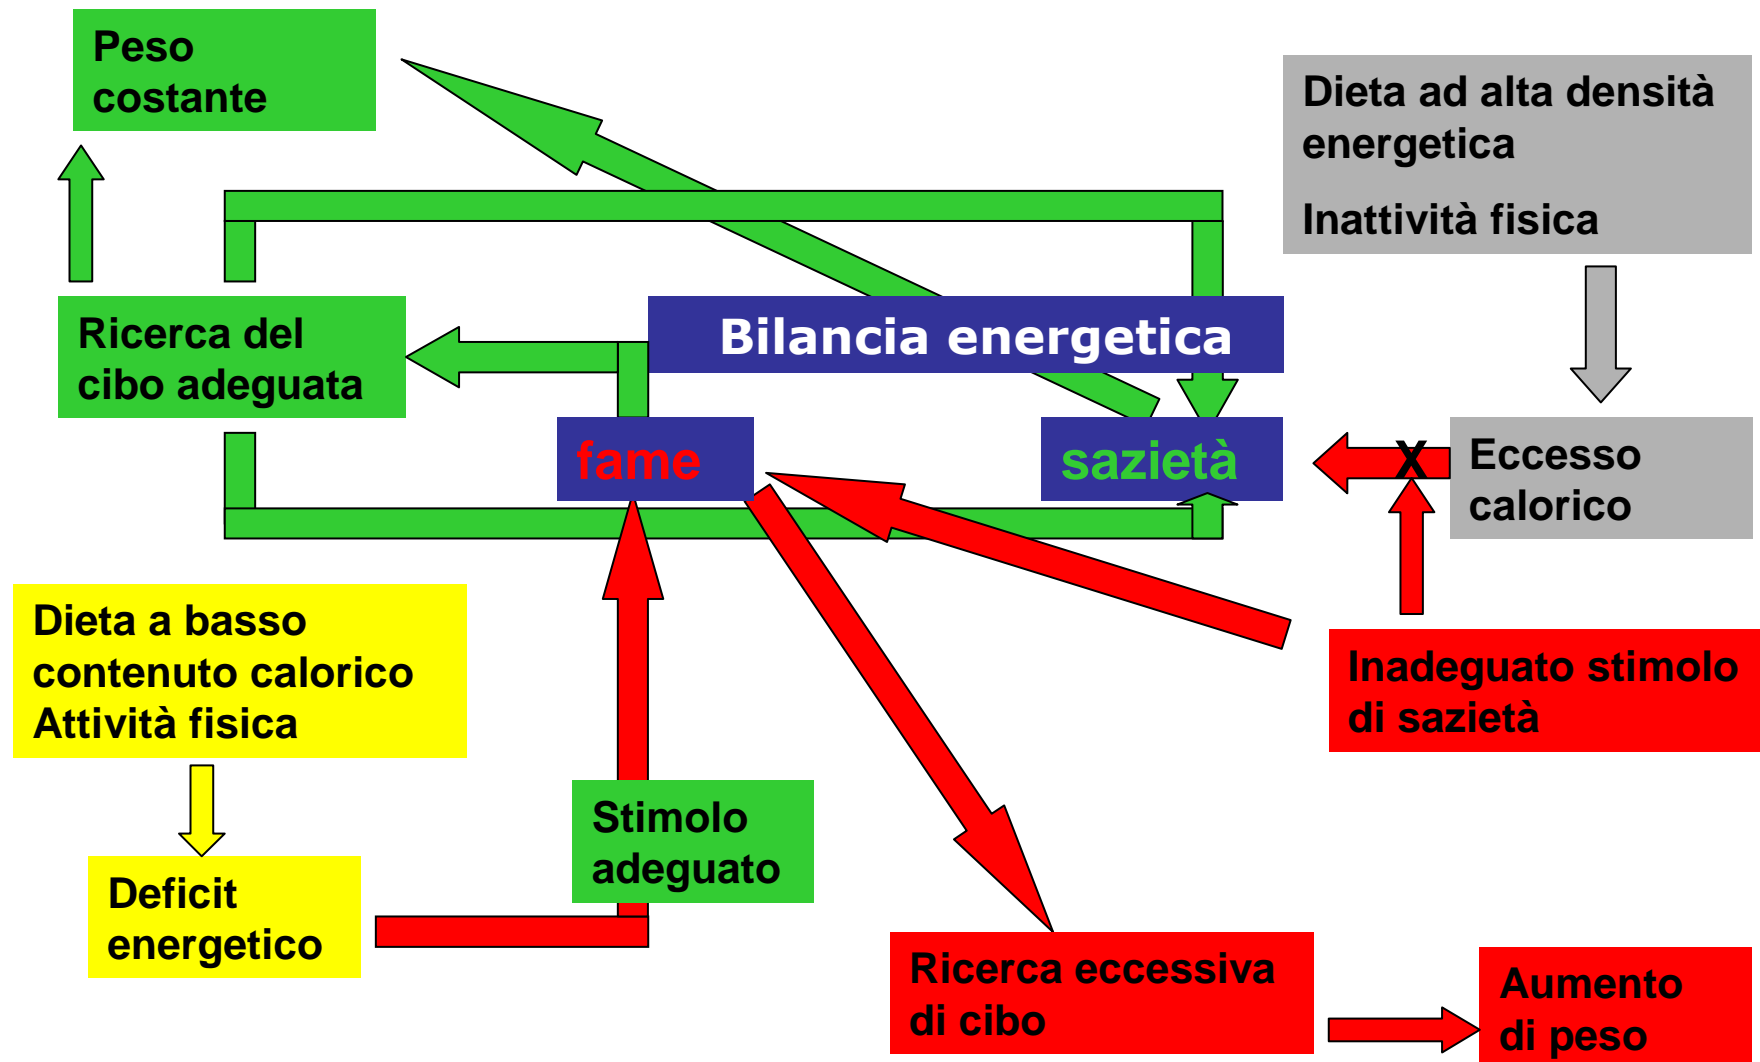 Peso
costante
Dieta ad alta densità
energetica
Inattività fisica
Ricerca del
cibo adeguata
Bilancia energetica
fame
sazietà
X
Eccesso
calorico
Dieta a basso
contenuto calorico
Attività fisica
Inadeguato stimolo
di sazietà
Stimolo
adeguato
Deficit
energetico
Ricerca eccessiva
di cibo
Aumento
di peso